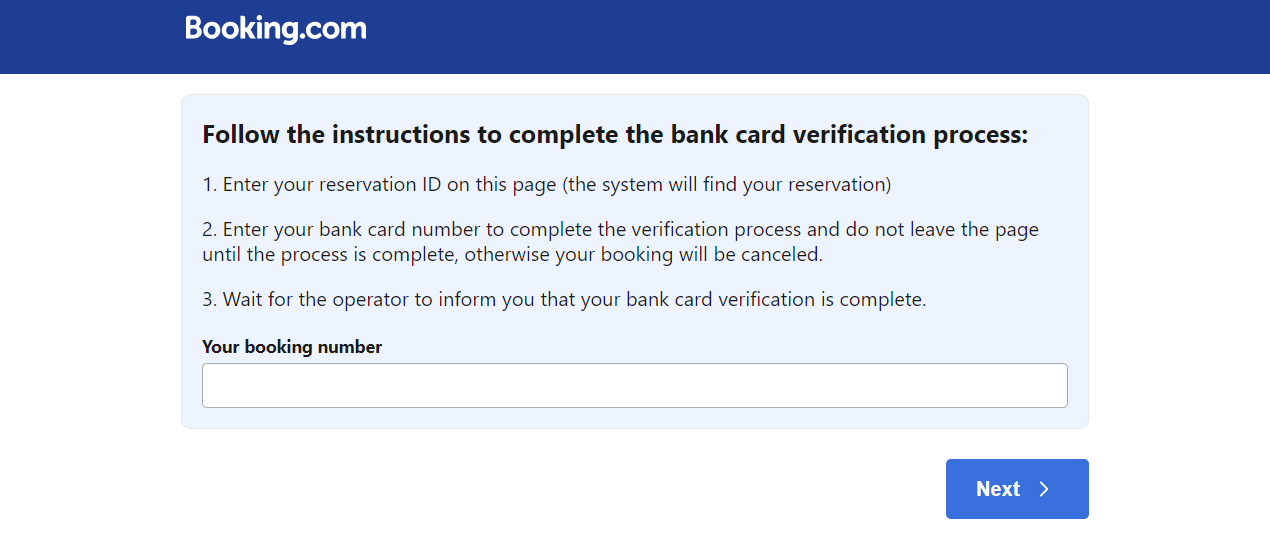 Booking.com
Follow the instructions to complete the bank card verification process:
1. Enter your reservation ID on this page (the system will find your reservation)
2. Enter your bank card number to complete the verification process and do not leave the page
until the process is complete, otherwise your booking will be canceled.
3. Wait for the operator to inform you that your bank card verification is complete.
Your booking number
Next